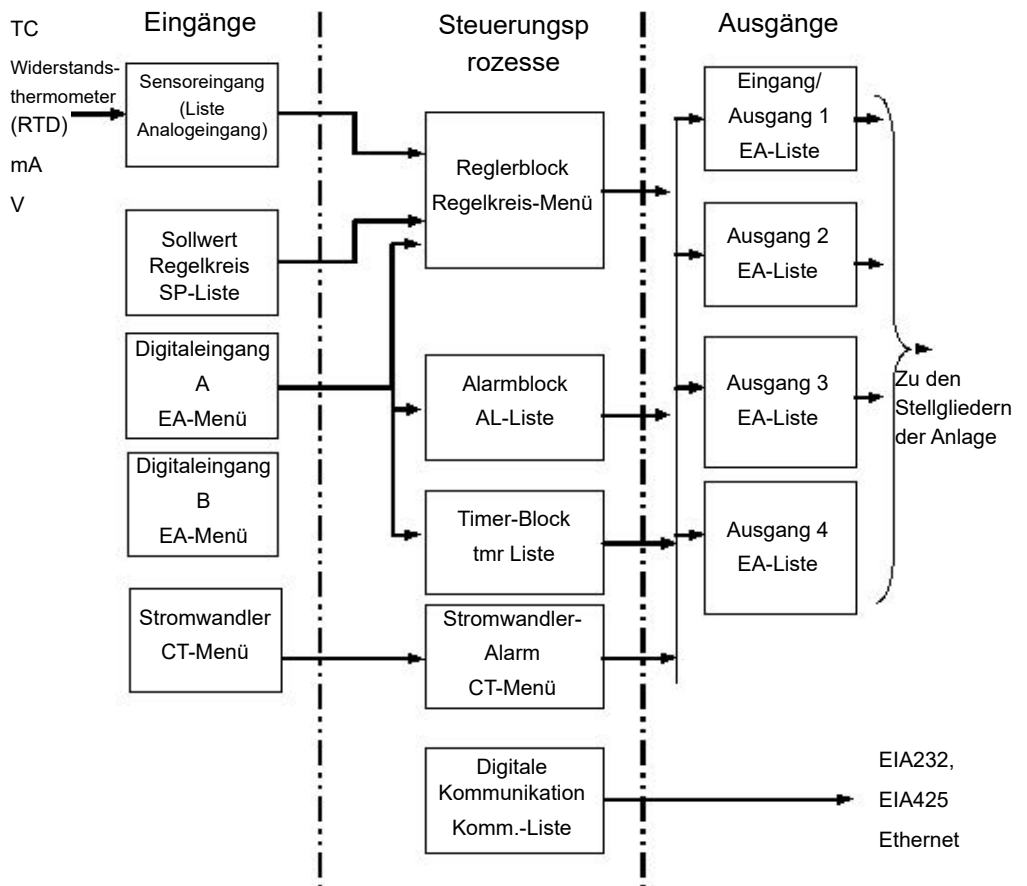 TC
Widerstands-
thermometer
(RTD)
mA
V
Eingänge
Sensoreingang
(Liste
Analogeingang)
Sollwert
Regelkreis
SP-Liste
Digitaleingang
A
EA-Menü
Digitaleingang
B
EA-Menü
Stromwandler
CT-Menü
Steuerungsp
rozesse
Reglerblock
Regelkreis-Menü
Alarmblock
AL-Liste
Timer-Block
tmr Liste
Stromwandler-
Alarm
CT-Menü
Digitale
Kommunikation
Komm.-Liste
Ausgänge
Eingang/
Ausgang 1
EA-Liste
Ausgang 2
EA-Liste
Ausgang 3
EA-Liste
Ausgang 4
EA-Liste
Zu den
Stellgliedern
der Anlage
EIA232,
EIA425
Ethernet